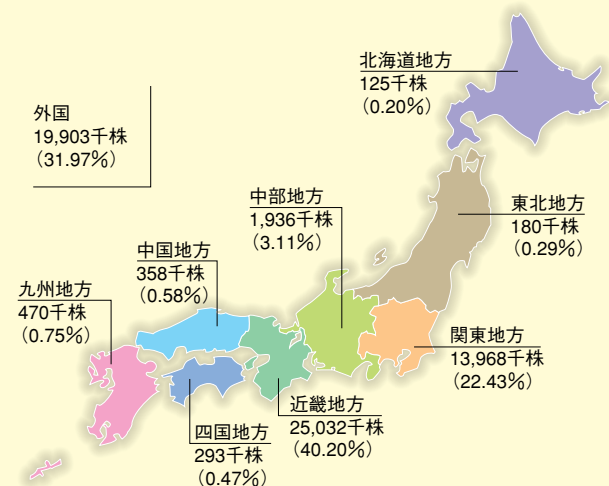 北海道地方
125千株
（0.20％）
外国
19,903千株
（31.97％）
東北地方
180千株
（0.29％）
中部地方
1,936千株
（3.11％）
中国地方
358千株
（0.58％）
九州地方
470千株
（0.75％）
関東地方
13,968千株
（22.43％）
近畿地方
25,032千株
（40.20％）
四国地方
293千株
（0.47％）